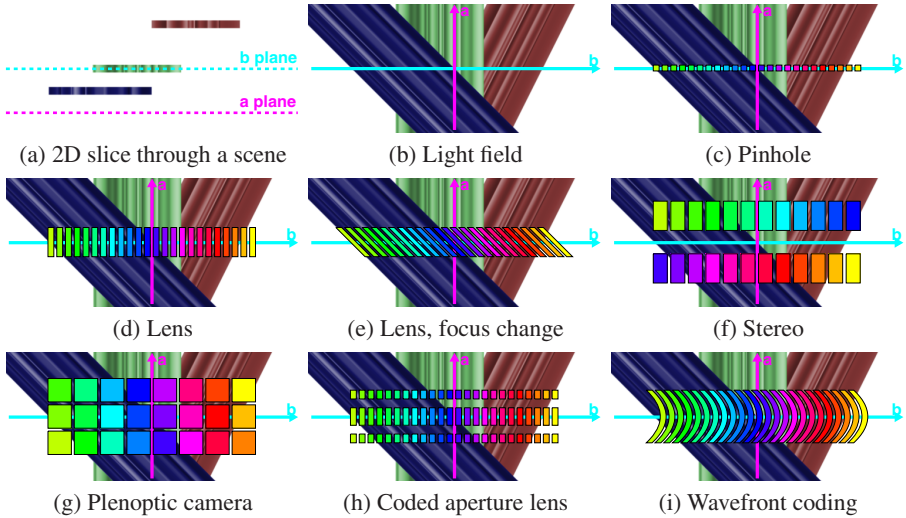 b plane
a plane
(a) 2D slice through a scene
a
b
(b) Light field
a
b
(c) Pinhole
a
b
(d) Lens
a
b
(e) Lens, focus change
a
b
(f) Stereo
a
b
(g) Plenoptic camera
a
b
(h) Coded aperture lens
a
b
(i) Wavefront coding